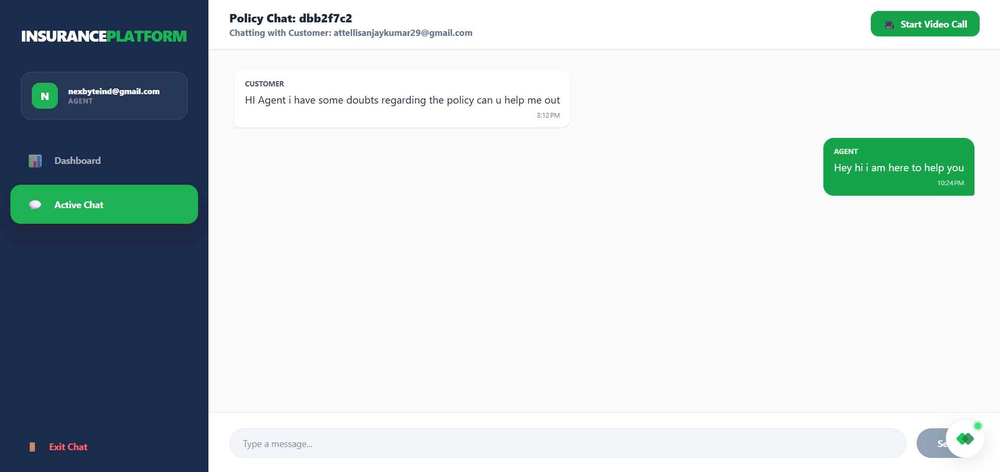 INSURANCEPLATFORM
N
nexbyteind@gmail.com
AGENT
Dashboard
Active Chat
Exit Chat
Policy Chat: dbb2f7c2
Chatting with Customer: attellisanjaykumar29@gmail.com
Start Video Call
CUSTOMER
HI Agent i have some doubts regarding the policy can u help me out
3:12 PM
AGENT
Hey hi i am here to help you
10:24 PM
Type a message...